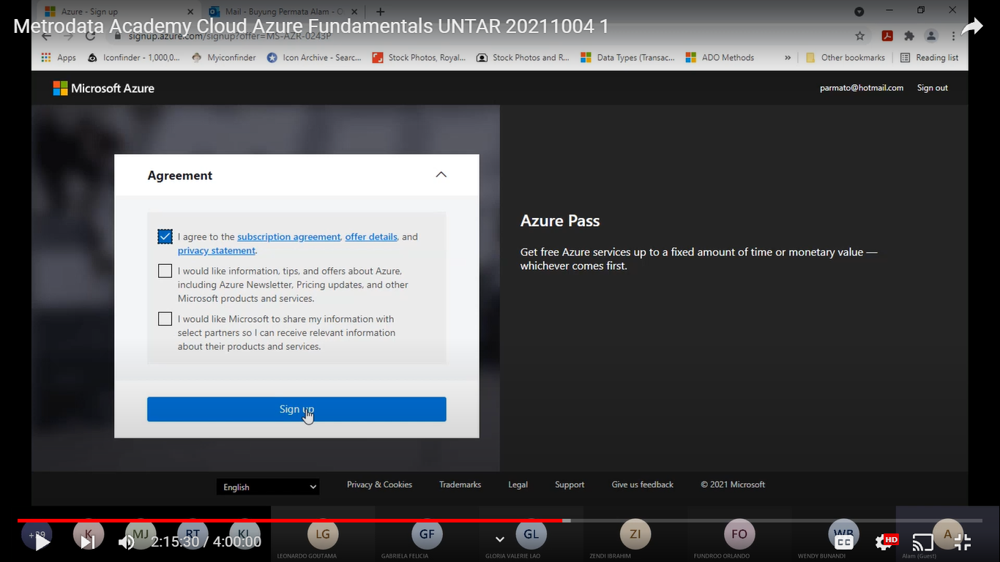 Azure - Sign up
Mail - Buyung Permata Alam - O
Metrodata Academy Cloud Azure Fundamentals UNTAR 20211004 1
signup.azure.com/signup?offer=MS-AZR-0243P
Apps
Iconfinder - 1,000,0...
Myiconfinder
Icon Archive - Searc...
Stock Photos, Royal...
Stock Photos and R...
Data Types (Transac...
ADO Methods
»
Other bookmarks
Reading list
Microsoft Azure
parmato@hotmail.com
Sign out
Agreement
I agree to the subscription agreement, offer details, and
privacy statement.
I would like information, tips, and offers about Azure,
including Azure Newsletter, Pricing updates, and other
Microsoft products and services.
I would like Microsoft to share my information with
select partners so I can receive relevant information
about their products and services.
Sign up
Azure Pass
Get free Azure services up to a fixed amount of time or monetary value —
whichever comes first.
English
Privacy & Cookies
Trademarks
Legal
Support
Give us feedback
© 2021 Microsoft
+39
K
MJ
RT
KL
LG
GF
GL
ZI
FO
WB
A
2:15:30 / 4:00:00
CC
HD
LEONARDO GOUTAMA
GABRIELA FELICIA
GLORIA VALERIE LAO
ZENDI IBRAHIM
FUNDROO ORLANDO
WENDY BUNANDI
Alam (Guest)